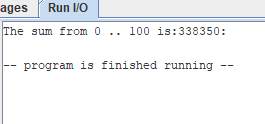 ages Run I/O
The sum from 0 .. 100 is:338350:
-- program is finished running --